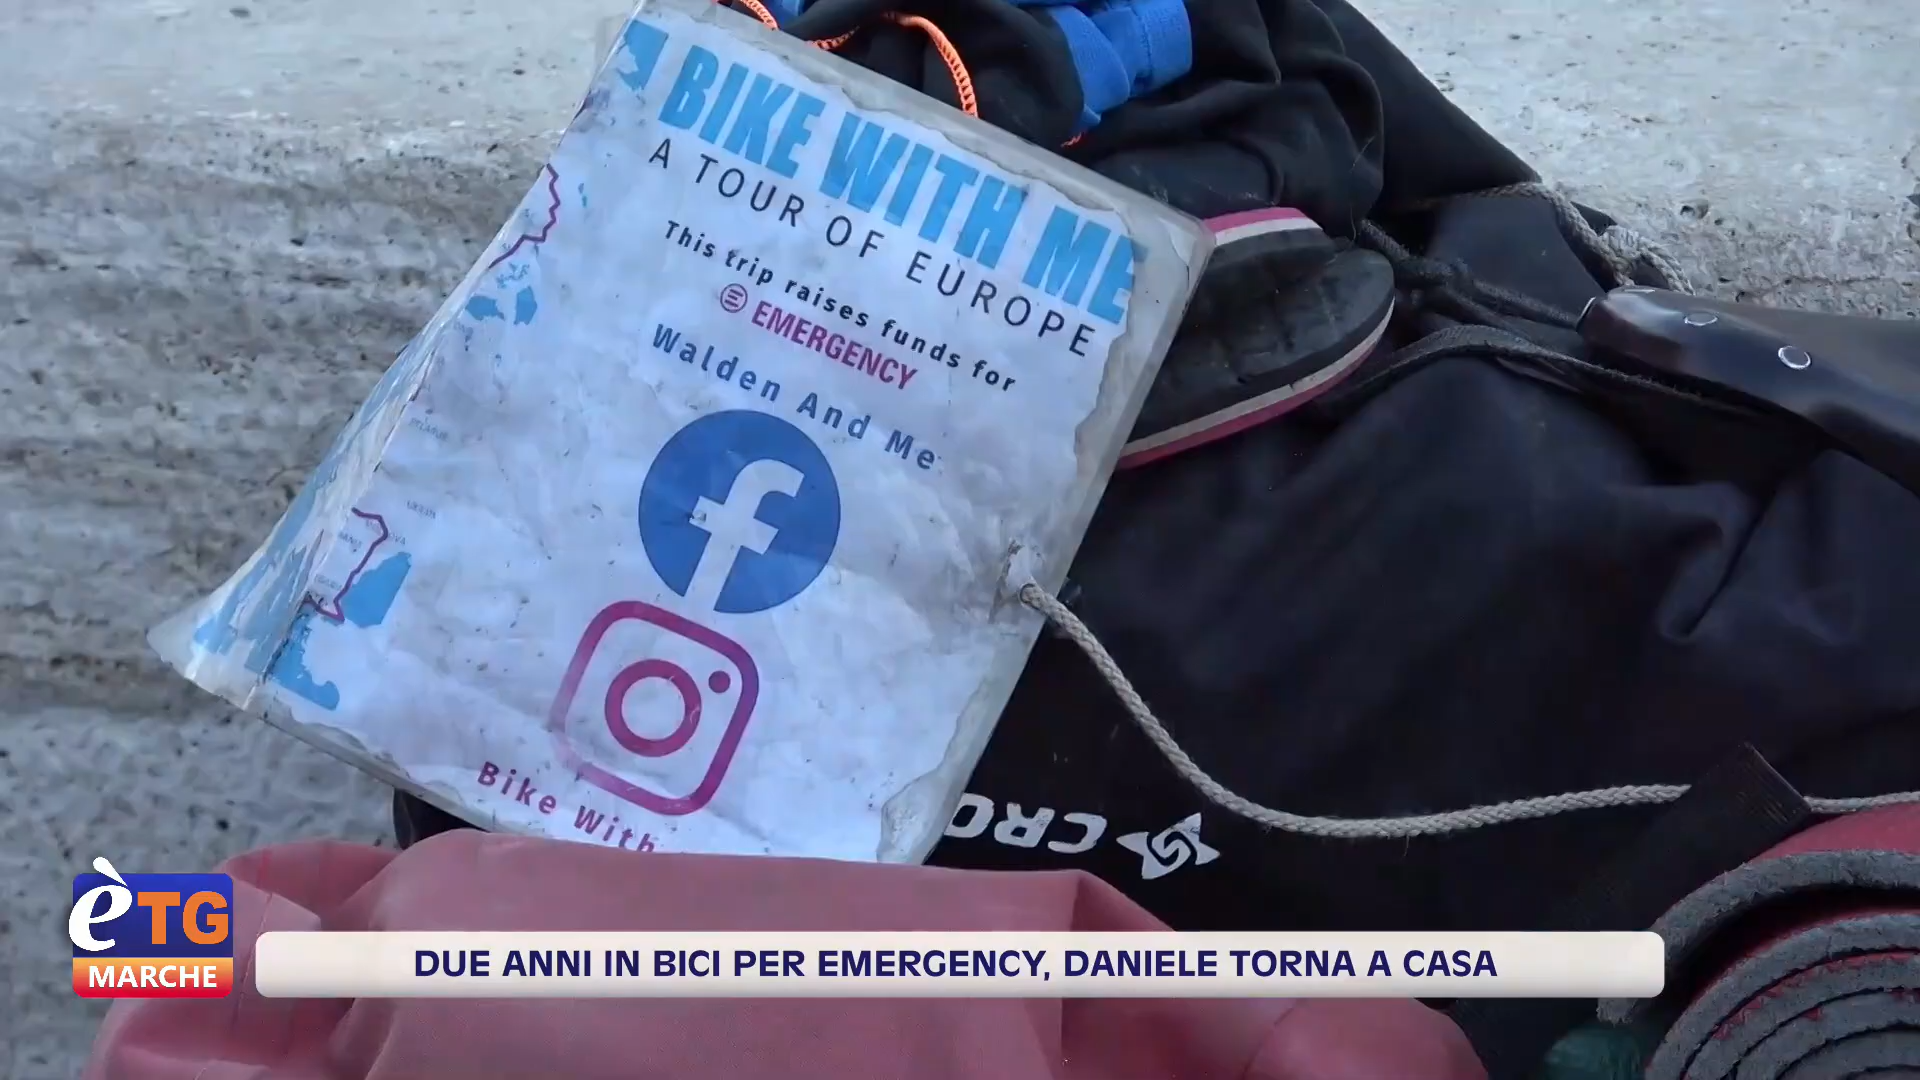 BIKE WITH ME
A TOUR OF EUROPE
This trip raises funds for
EMERGENCY
Walden And Me
Bike With
CRO
è TG
MARCHE
DUE ANNI IN BICI PER EMERGENCY, DANIELE TORNA A CASA